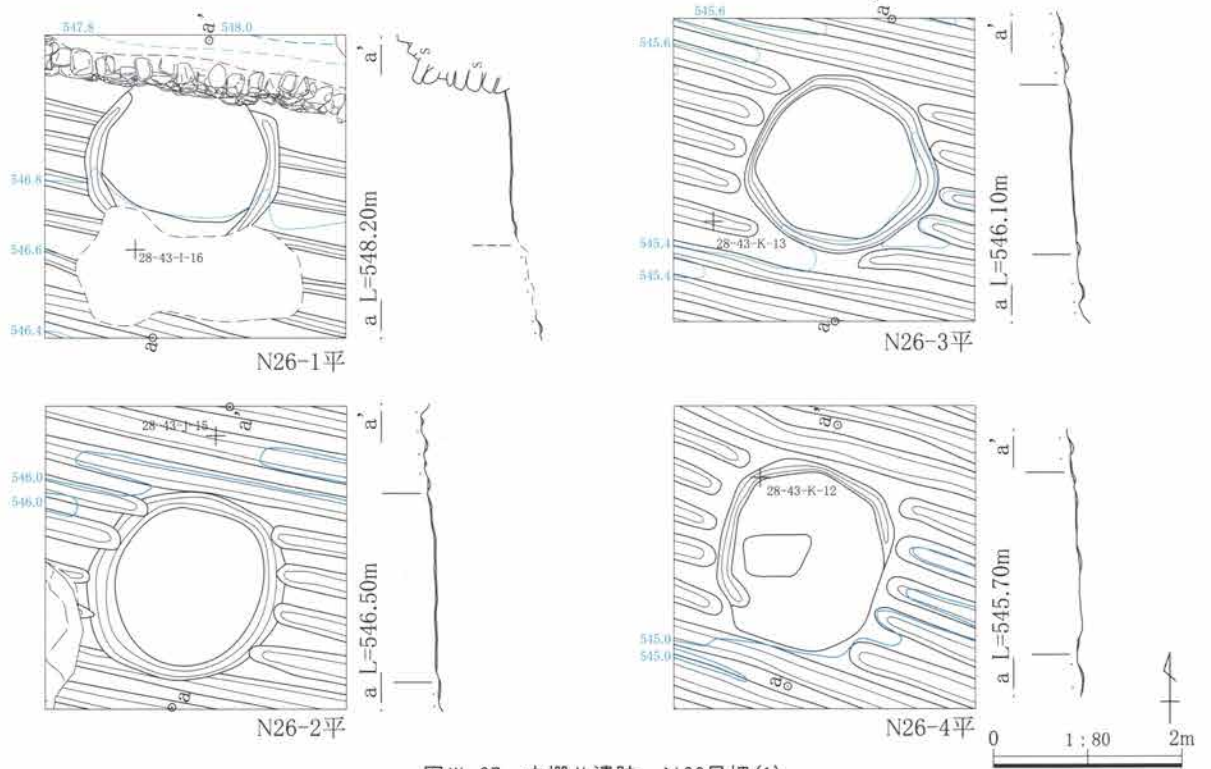 547.8
548.0
a'
a'
546.8
546.6
28-43-I-16
546.4
a
a L=548.20m
S
S
N26-1平
545.6
545.6
a'
a'
28-43-K-13
545.4
545.4
a
a L=546.10m
N26-3平
28-43-J-15
a'
a'
546.0
546.0
a
a L=546.50m
N26-2平
a'
a'
28-43-K-12
545.0
545.0
a
a L=545.70m
N26-4平
0
1:80
2m